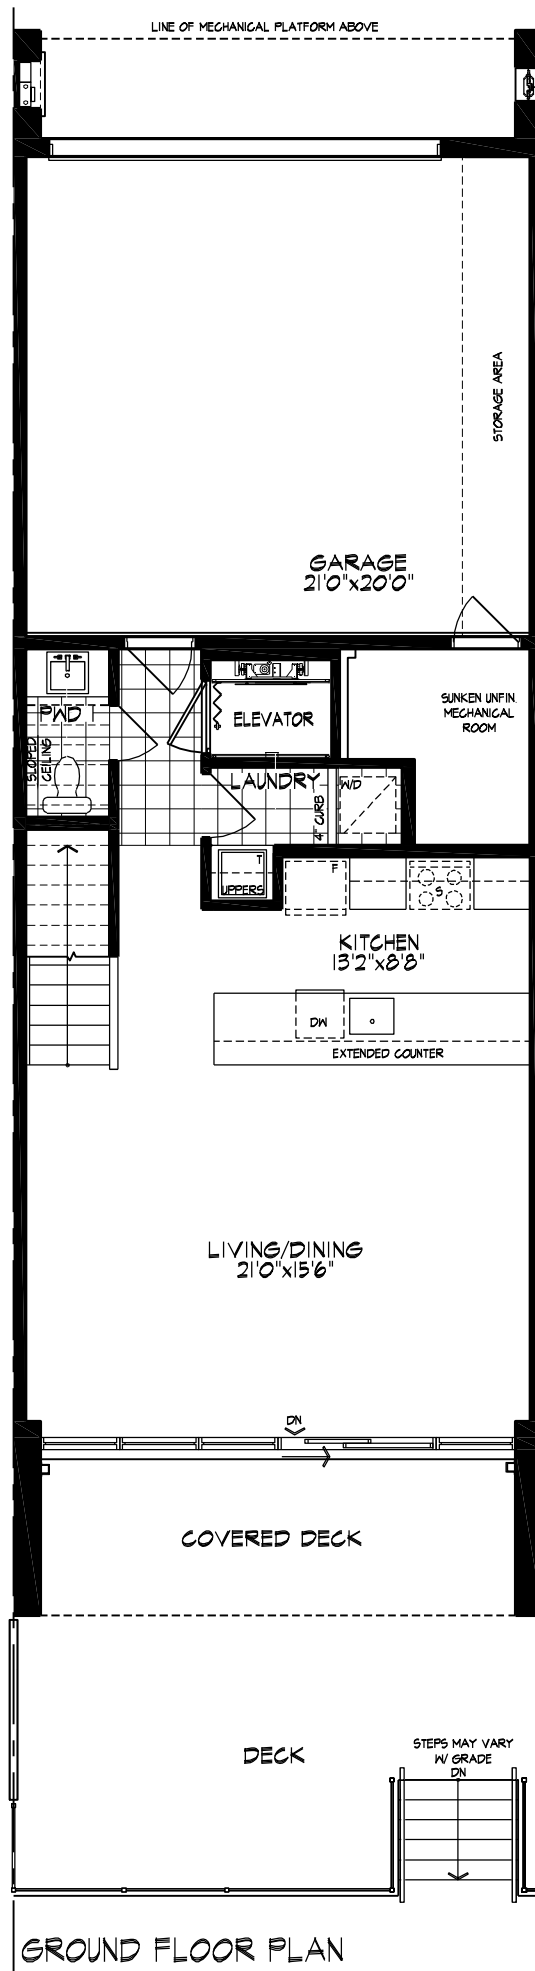 LINE OF MECHANICAL PLATFORM ABOVE
STORAGE AREA
GARAGE
21'0"x20'0"
PWD
SLOPED
CEILING
ELEVATOR
SUNKEN UNFIN.
MECHANICAL
ROOM
LAUNDRY
W/D
4" CURB
T
UPPERS
F
S
KITCHEN
13'2"x8'8"
DW
EXTENDED COUNTER
LIVING/DINING
21'0"x15'6"
DN
COVERED DECK
DECK
STEPS MAY VARY
W/ GRADE
DN
GROUND FLOOR PLAN